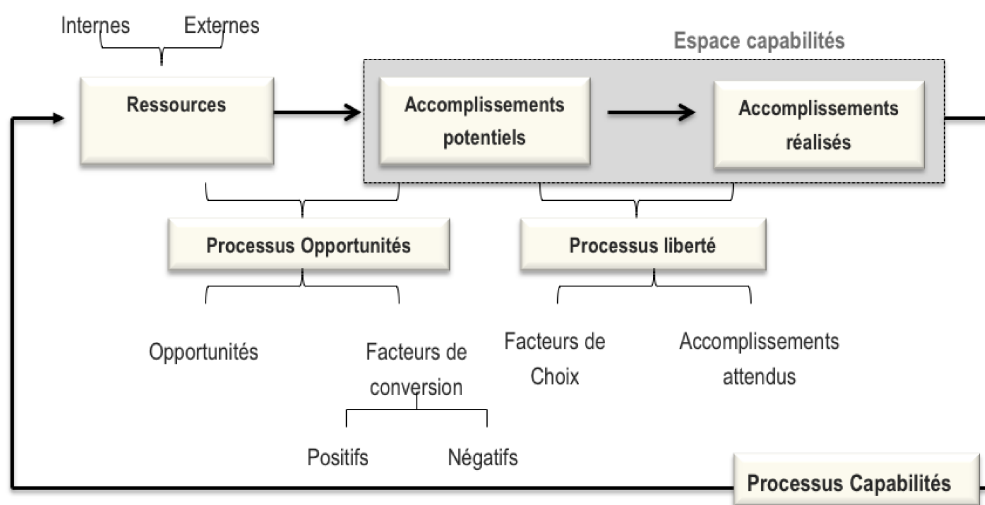 Internes Externes
Espace capabilités
Ressources
Accomplissements
potentiels
Accomplissements
réalisés
Processus Opportunités
Processus liberté
Opportunités
Facteurs de
conversion
Facteurs de
Choix
Accomplissements
attendus
Positifs Négatifs
Processus Capabilités